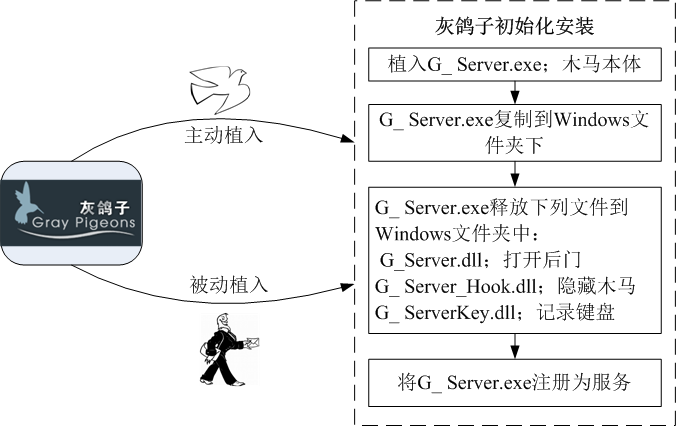 灰鸽子初始化安装
植入G_ Server.exe；木马本体
主动植入
G_ Server.exe复制到Windows文
件夹下
灰鸽子
Gray Pigeons
G_ Server.exe释放下列文件到
Windows文件夹中：
G_Server.dll；打开后门
G_ Server_Hook.dll；隐藏木马
G_ ServerKey.dll；记录键盘
被动植入
将G_ Server.exe注册为服务